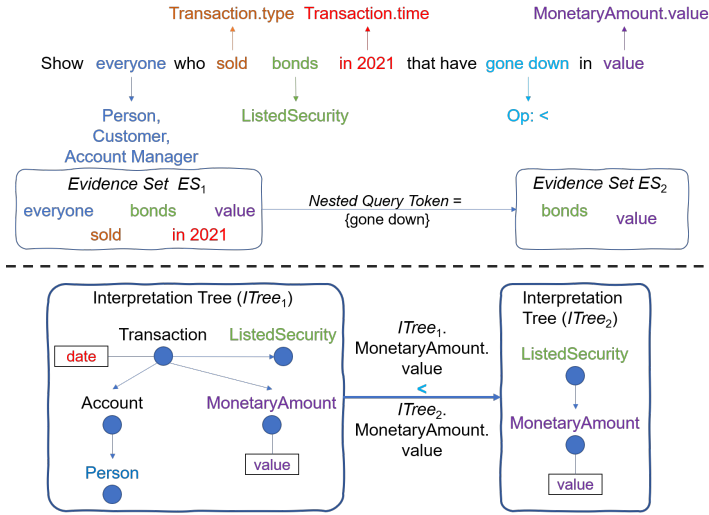 Transaction.type Transaction.time MonetaryAmount.value
Show everyone who sold bonds in 2021 that have gone down in value
Person,
Customer,
Account Manager
ListedSecurity
Op: <
Evidence Set ES1
everyone bonds value
sold in 2021
Nested Query Token =
{gone down}
Evidence Set ES2
bonds
value
Interpretation Tree (ITree1)
Transaction ListedSecurity
date
Account MonetaryAmount
value
Person
ITree1.
MonetaryAmount.
value
<
ITree2.
MonetaryAmount.
value
Interpretation
Tree (ITree2)
ListedSecurity
MonetaryAmount
value